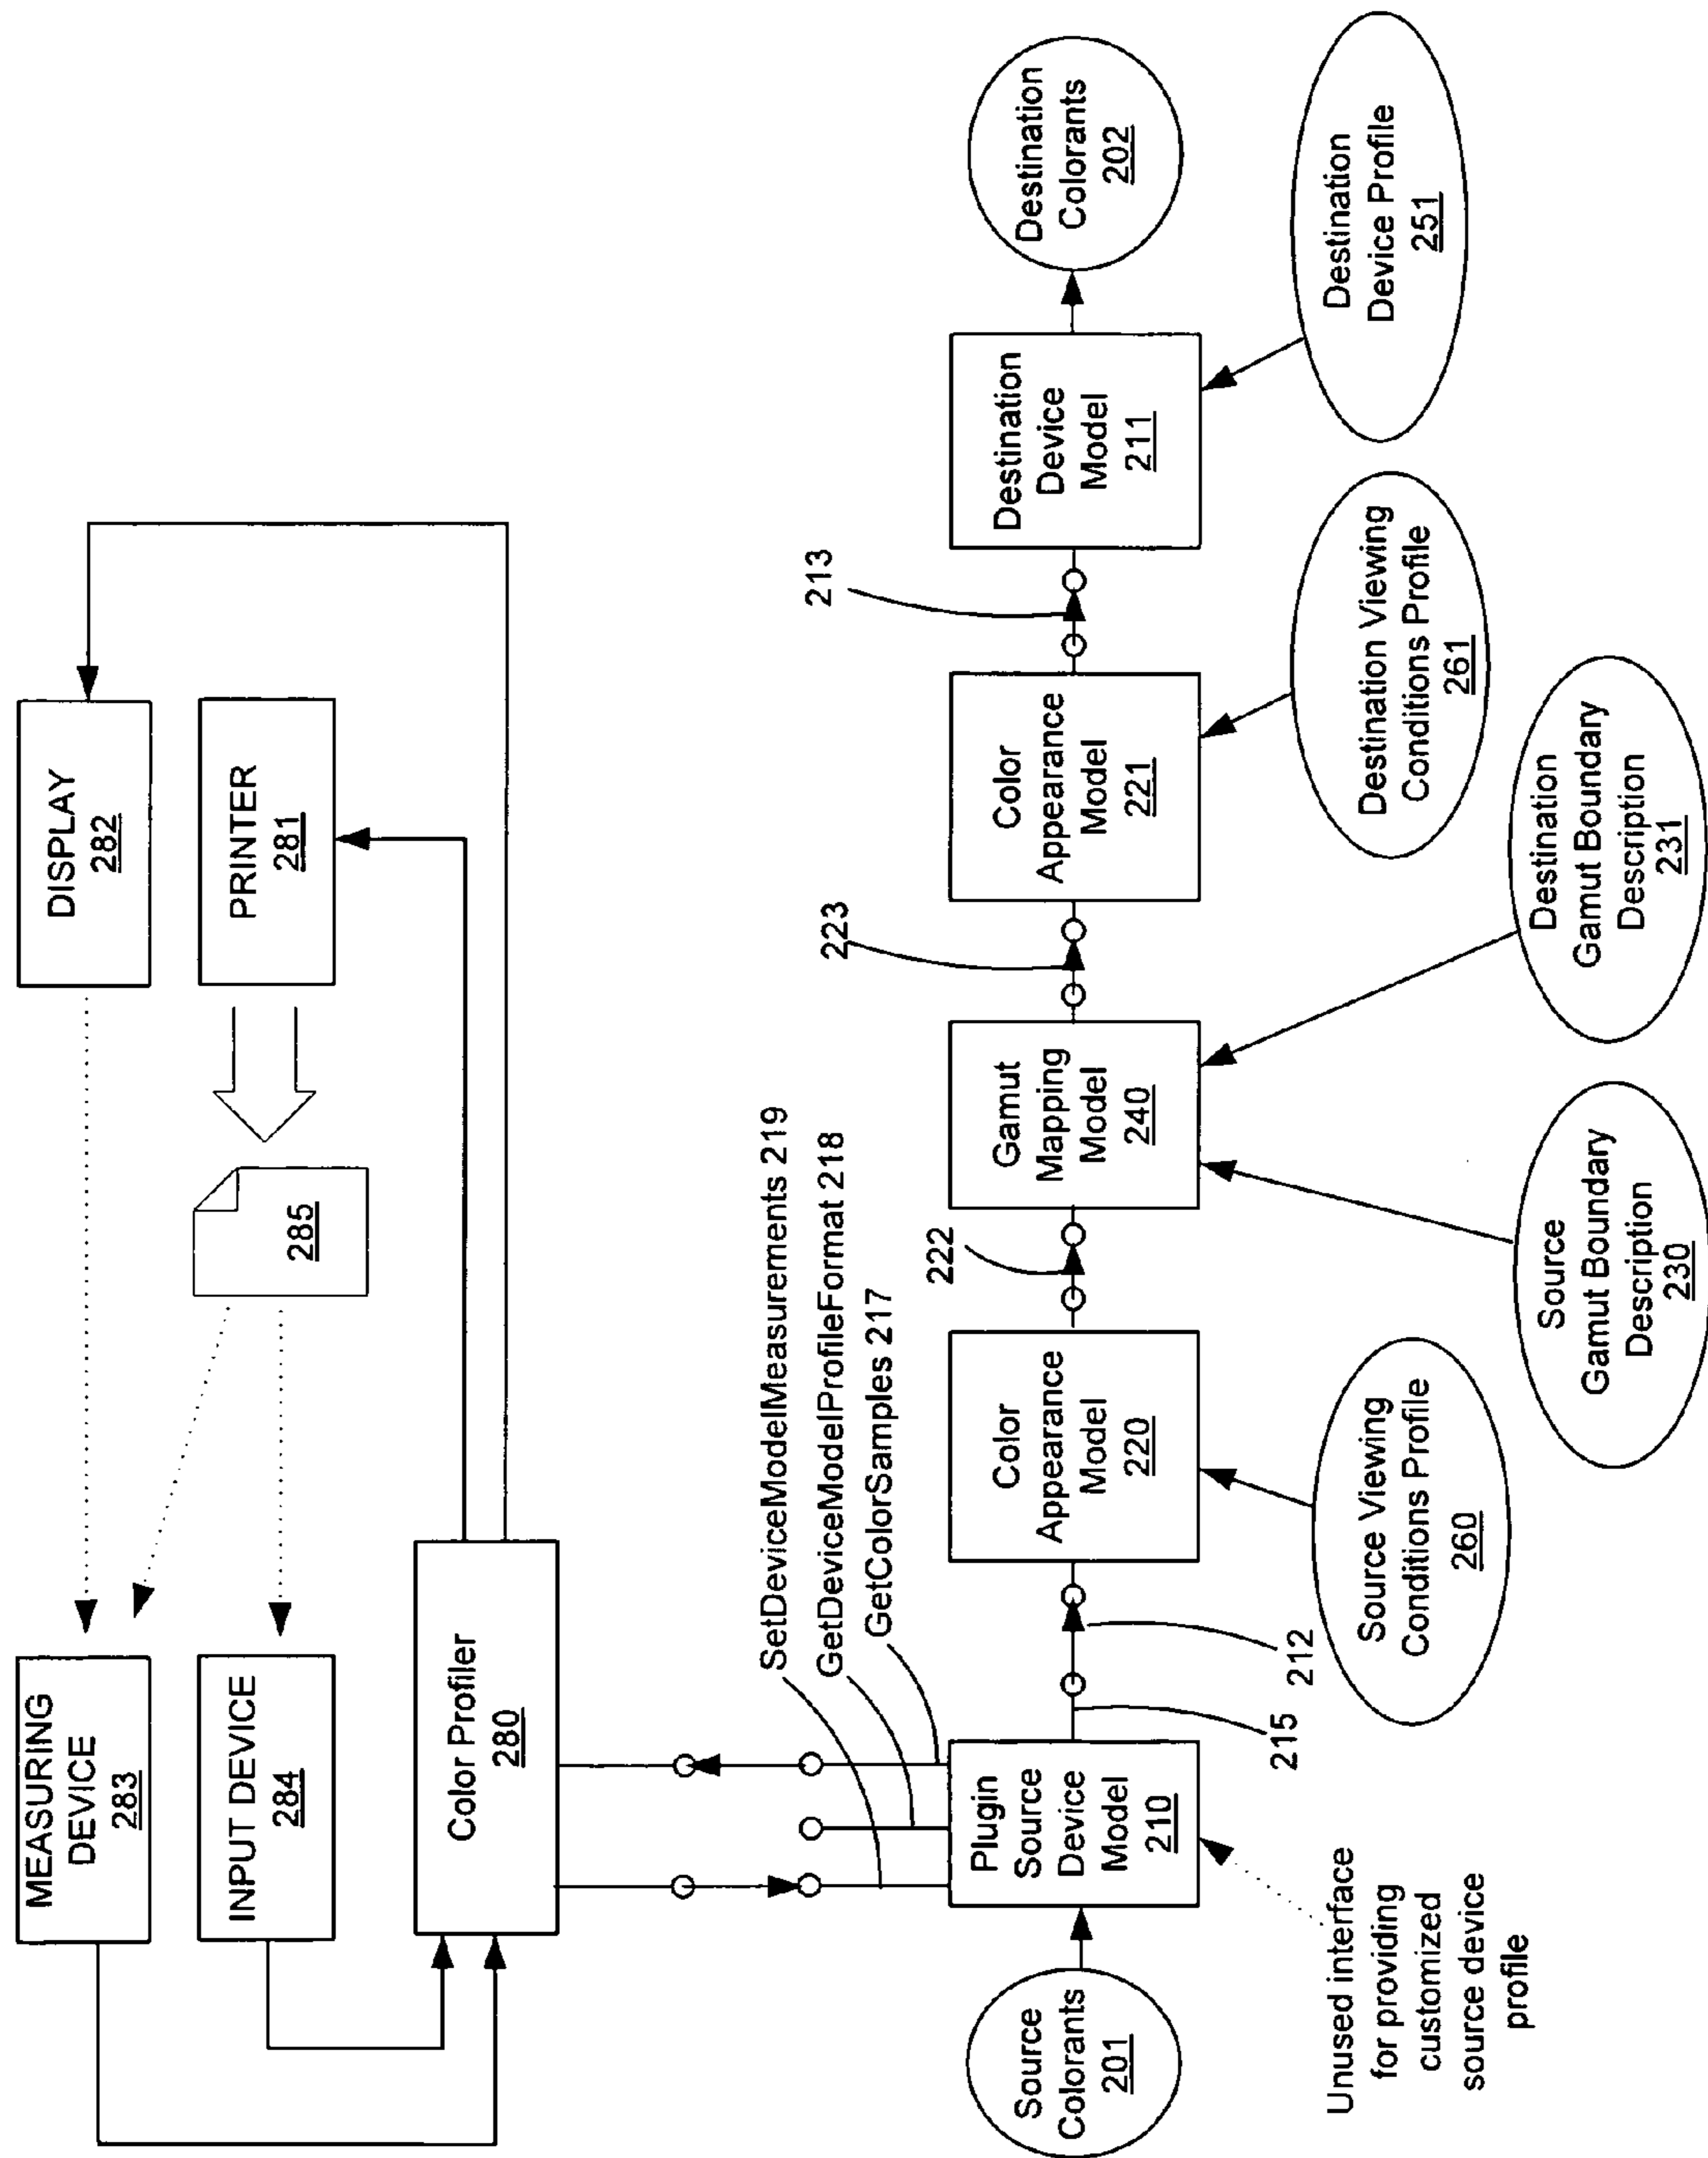 MEASURING
DEVICE
283
DISPLAY
282
INPUT DEVICE
284
PRINTER
281
285
Color Profiler
280
SetDeviceModelMeasurements 219
GetDeviceModelProfileFormat 218
GetColorSamples 217
222
223
213
Source
Colorants
201
Plugin
Source
Device
Model
210
Color
Appearance
Model
220
Gamut
Mapping
Model
240
Color
Appearance
Model
221
Destination
Device
Model
211
Destination
Colorants
202
215
212
Unused interface
for providing
customized
source device
profile
Source Viewing
Conditions Profile
260
Source
Gamut Boundary
Description
230
Destination
Gamut Boundary
Description
231
Destination Viewing
Conditions Profile
261
Destination
Device Profile
251